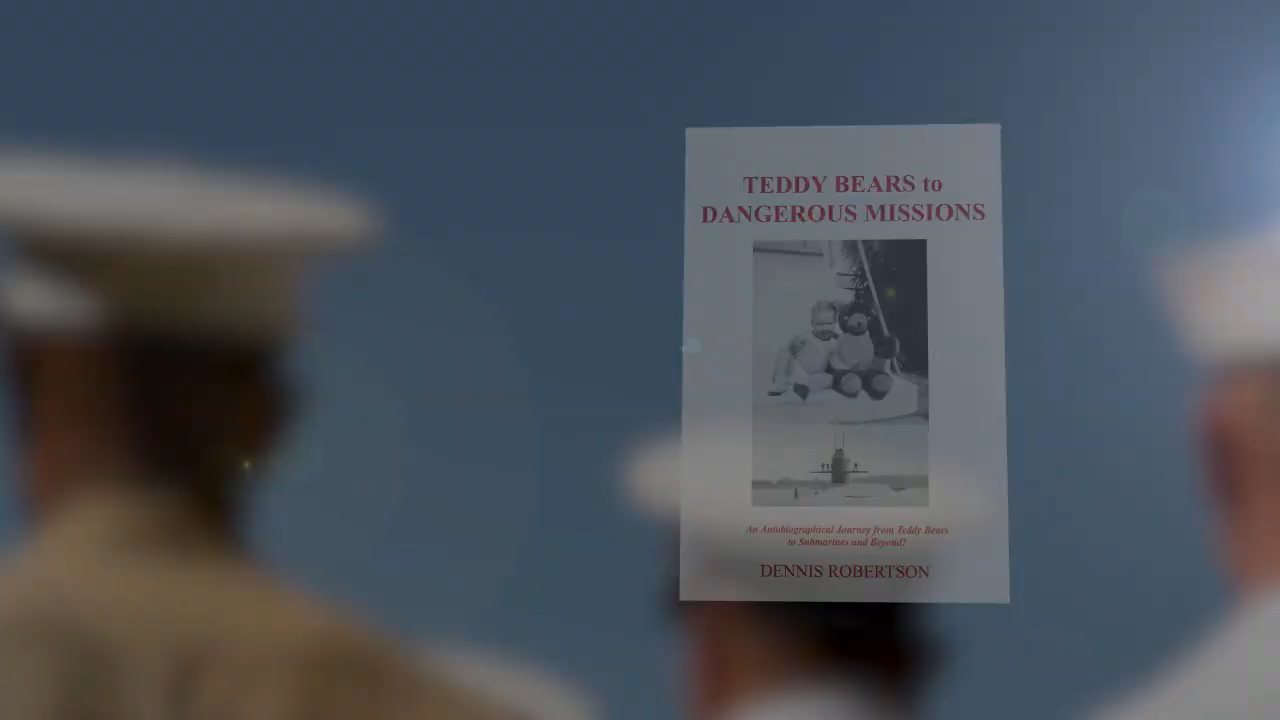 TEDDY BEARS to
DANGEROUS MISSIONS
An Autobiographical Journey from Teddy Bears
to Submarines and Beyond!
DENNIS ROBERTSON